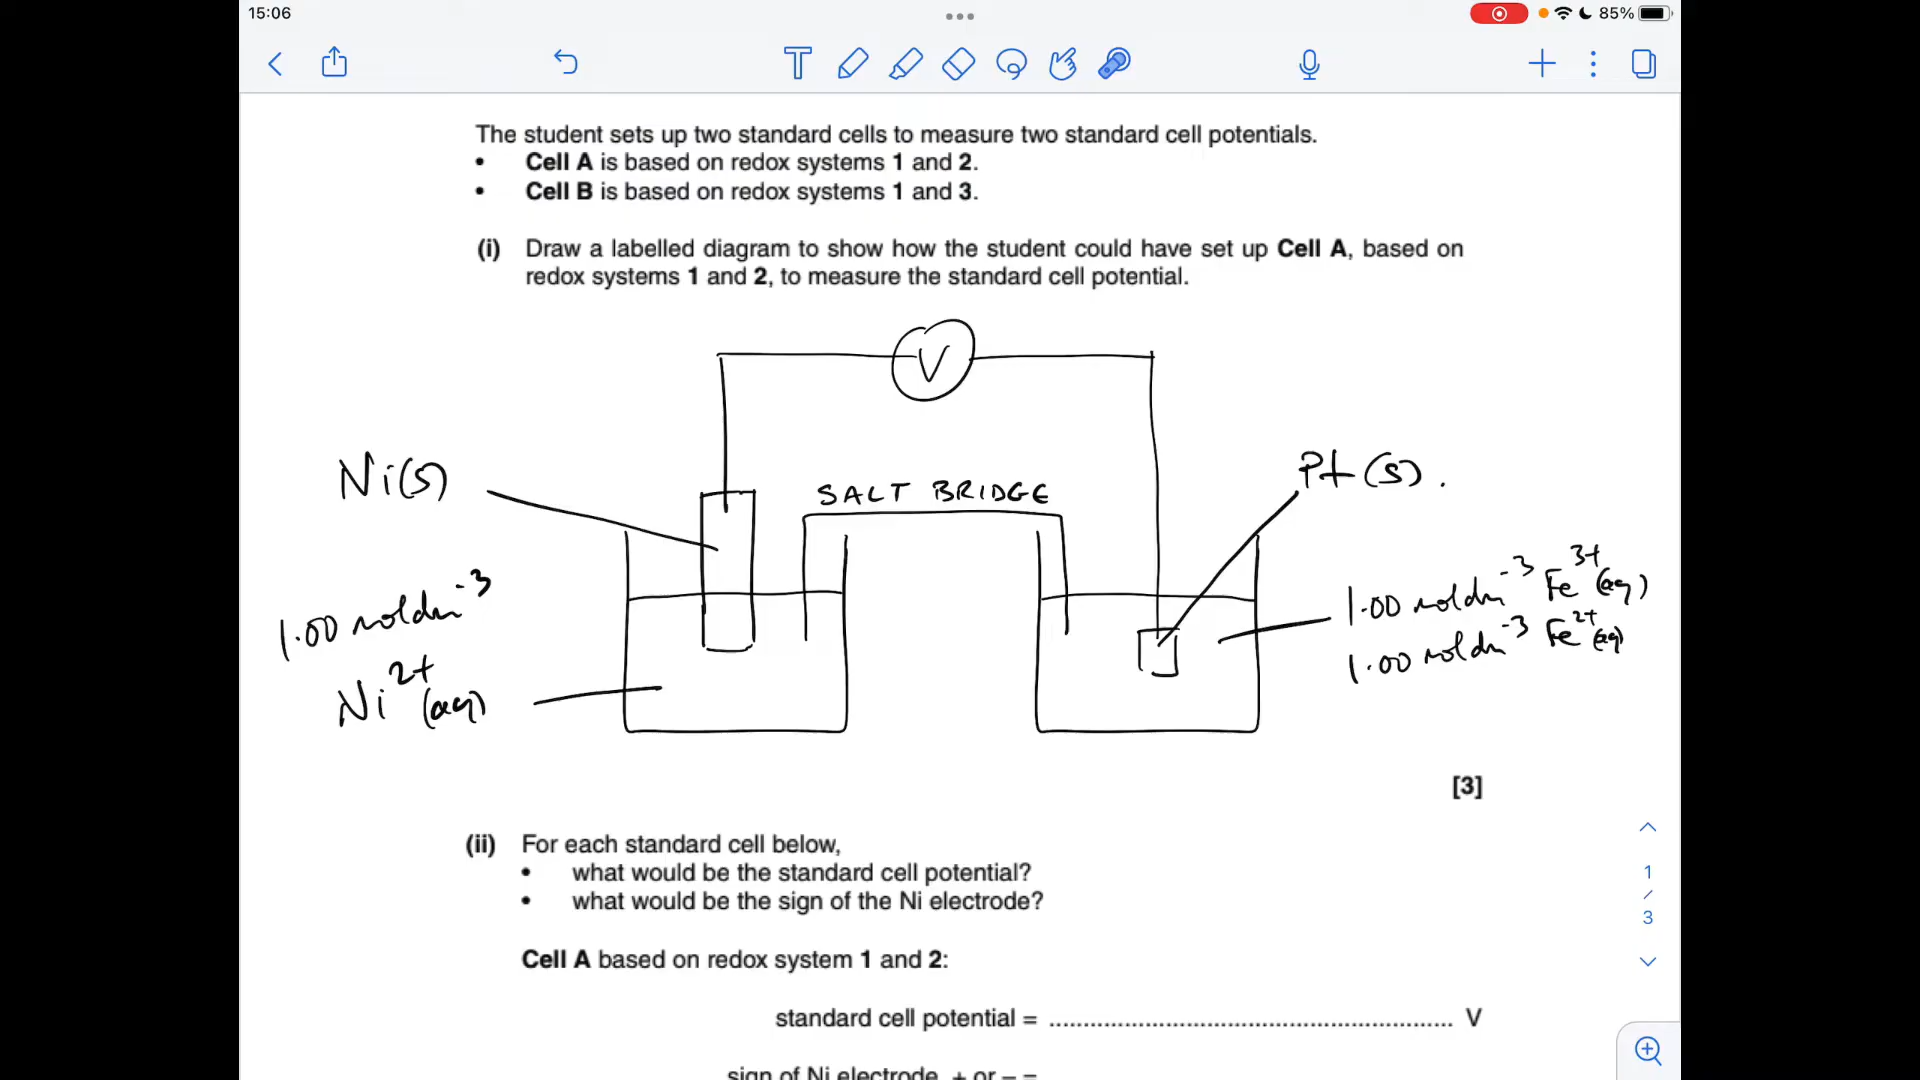 15:06
85%
The student sets up two standard cells to measure two standard cell potentials.
• Cell A is based on redox systems 1 and 2.
• Cell B is based on redox systems 1 and 3.
(i) Draw a labelled diagram to show how the student could have set up Cell A, based on
redox systems 1 and 2, to measure the standard cell potential.
V
Ni(s)
SALT BRIDGE
Pt(s).
1.00 moldm⁻³
Ni²⁺(aq)
1.00 moldm⁻³ Fe³⁺(aq)
1.00 moldm⁻³ Fe²⁺(aq)
[3]
(ii) For each standard cell below,
• what would be the standard cell potential?
• what would be the sign of the Ni electrode?
Cell A based on redox system 1 and 2:
standard cell potential = .......................................................... V
sign of Ni electrode, + or – =
1
/
3